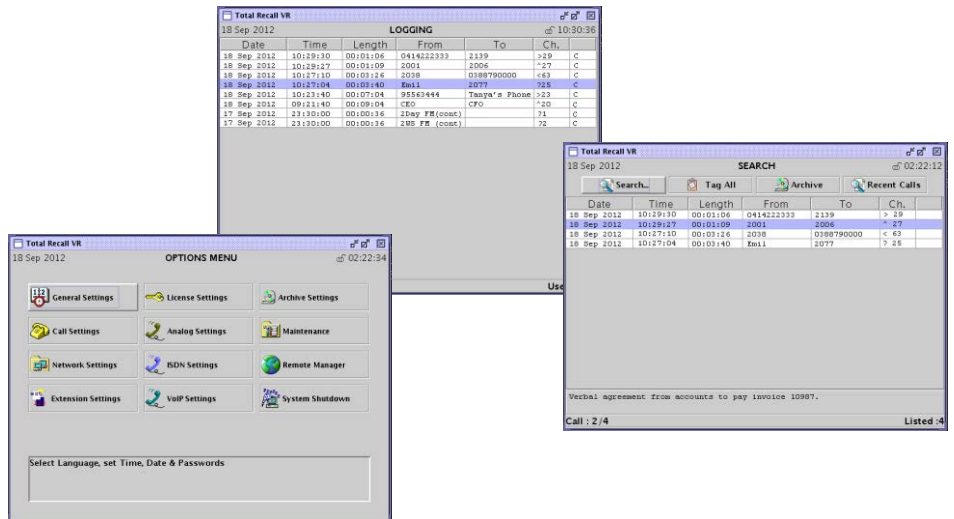 Total Recall VR
18 Sep 2012 LOGGING 10:30:36
Date Time Length From To Ch.
18 Sep 2012 10:29:30 00:01:06 0414222333 2139 >29 C
18 Sep 2012 10:29:27 00:01:09 2001 2006 ^27 C
18 Sep 2012 10:27:10 00:03:26 2038 0388790000 <63 C
18 Sep 2012 10:27:04 00:03:40 Emil 2077 ?25 C
18 Sep 2012 10:23:40 00:07:04 95563444 Tanya's Phone >23 C
18 Sep 2012 09:21:40 00:09:04 CEO CFO ^20 C
17 Sep 2012 23:30:00 00:00:36 2Day FM(cont) ?1 C
17 Sep 2012 23:30:00 00:00:36 2WS FM (cont) ?2 C
Use
Total Recall VR
18 Sep 2012 SEARCH 02:22:12
Search... Tag All Archive Recent Calls
Date Time Length From To Ch.
18 Sep 2012 10:29:30 00:01:06 0414222333 2139 > 29
18 Sep 2012 10:29:27 00:01:09 2001 2006 ^ 27
18 Sep 2012 10:27:10 00:03:26 2038 0388790000 < 63
18 Sep 2012 10:27:04 00:03:40 Emil 2077 ? 25
Verbal agreement from accounts to pay invoice 10987.
Call : 2/4 Listed :4
Total Recall VR
18 Sep 2012 OPTIONS MENU 02:22:34
General Settings License Settings Archive Settings
Call Settings Analog Settings Maintenance
Network Settings ISDN Settings Remote Manager
Extension Settings VoIP Settings System Shutdown
Select Language, set Time, Date & Passwords